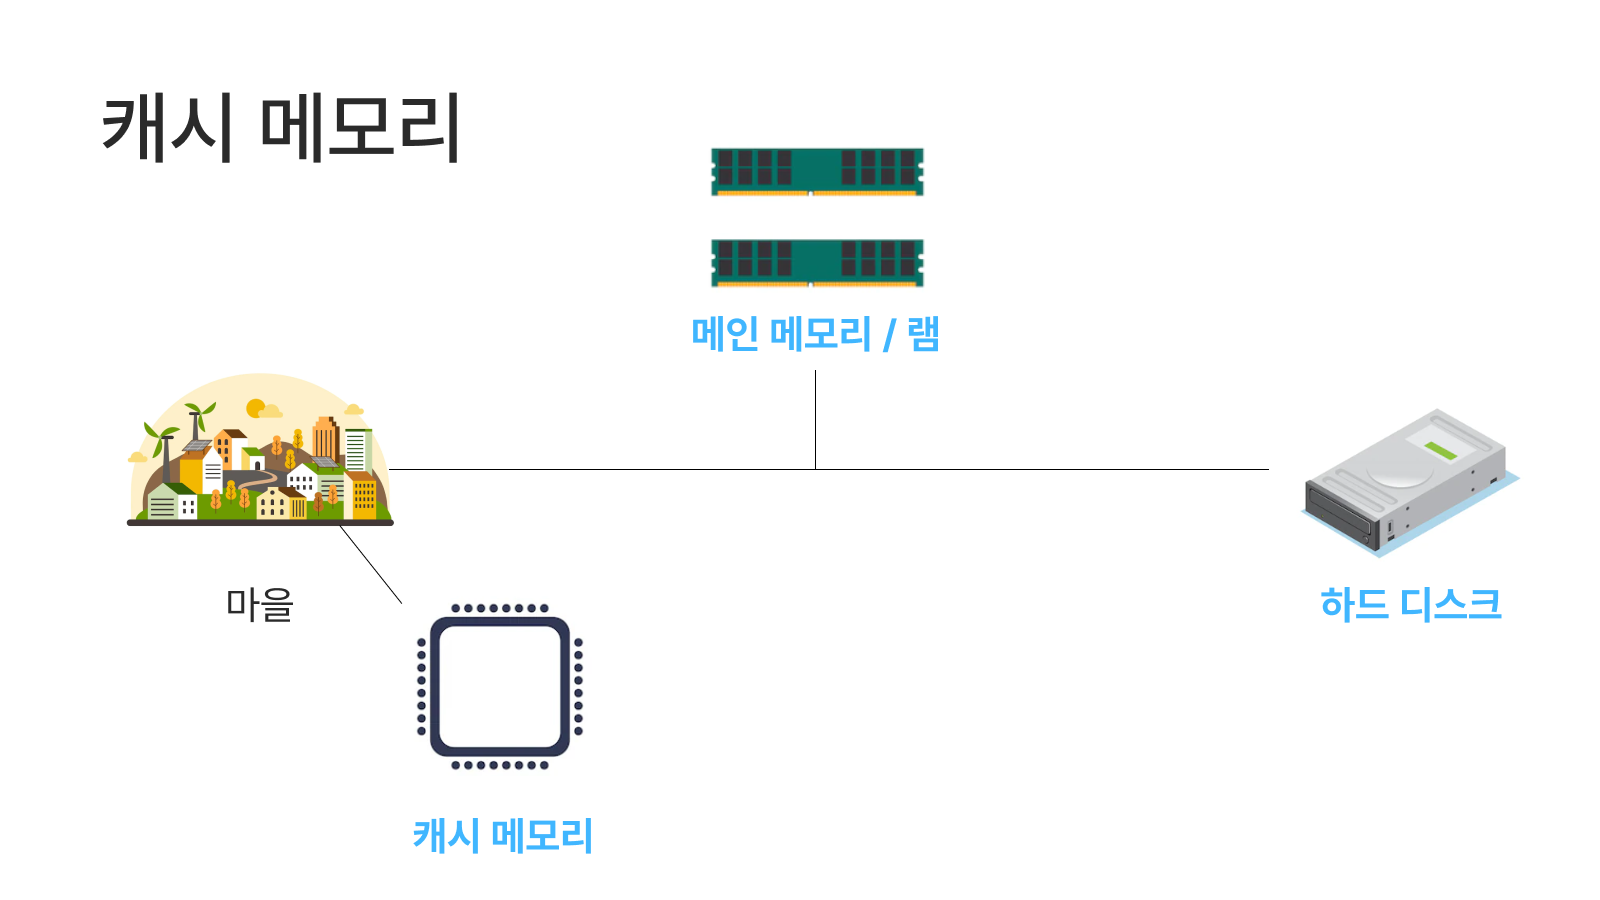 캐시 메모리
메인 메모리 / 램
마을
하드 디스크
캐시 메모리